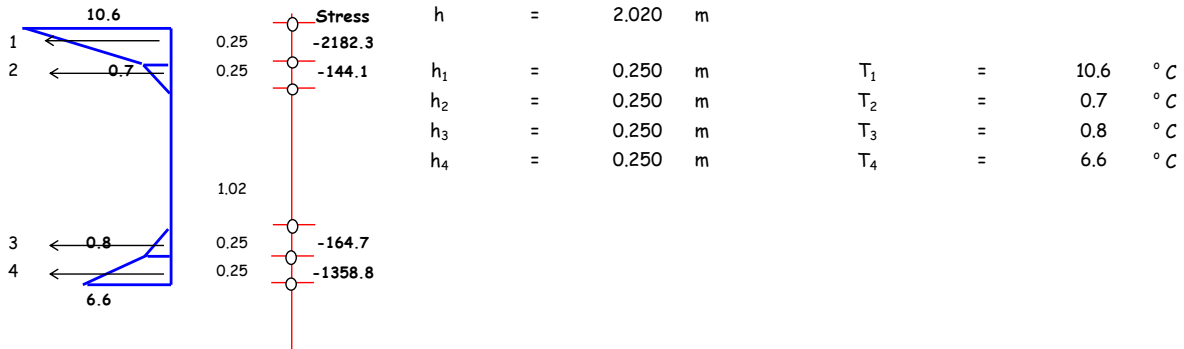 10.6 Stress h = 2.020 m
1 0.25 -2182.3
2 0.7 0.25 -144.1 h₁ = 0.250 m T₁ = 10.6 °C
h₂ = 0.250 m T₂ = 0.7 °C
h₃ = 0.250 m T₃ = 0.8 °C
h₄ = 0.250 m T₄ = 6.6 °C
1.02
3 0.8 0.25 -164.7
4 0.25 -1358.8
6.6